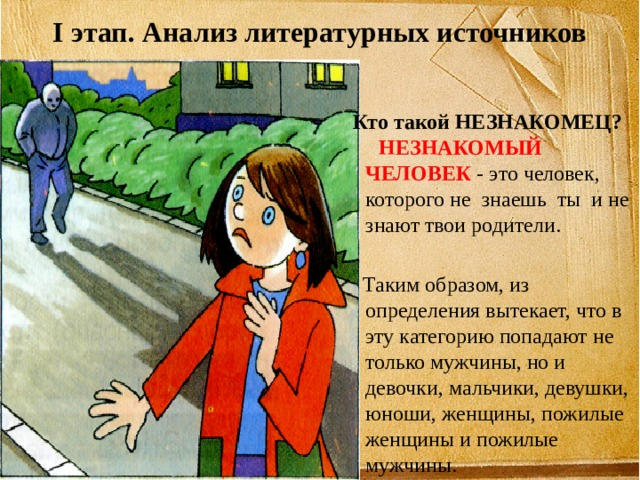 I этап. Анализ литературных источников
Кто такой НЕЗНАКОМЕЦ?
НЕЗНАКОМЫЙ
ЧЕЛОВЕК - это человек,
которого не знаешь ты и не
знают твои родители.
Таким образом, из
определения вытекает, что в
эту категорию попадают не
только мужчины, но и
девочки, мальчики, девушки,
юноши, женщины, пожилые
женщины и пожилые
мужчины.